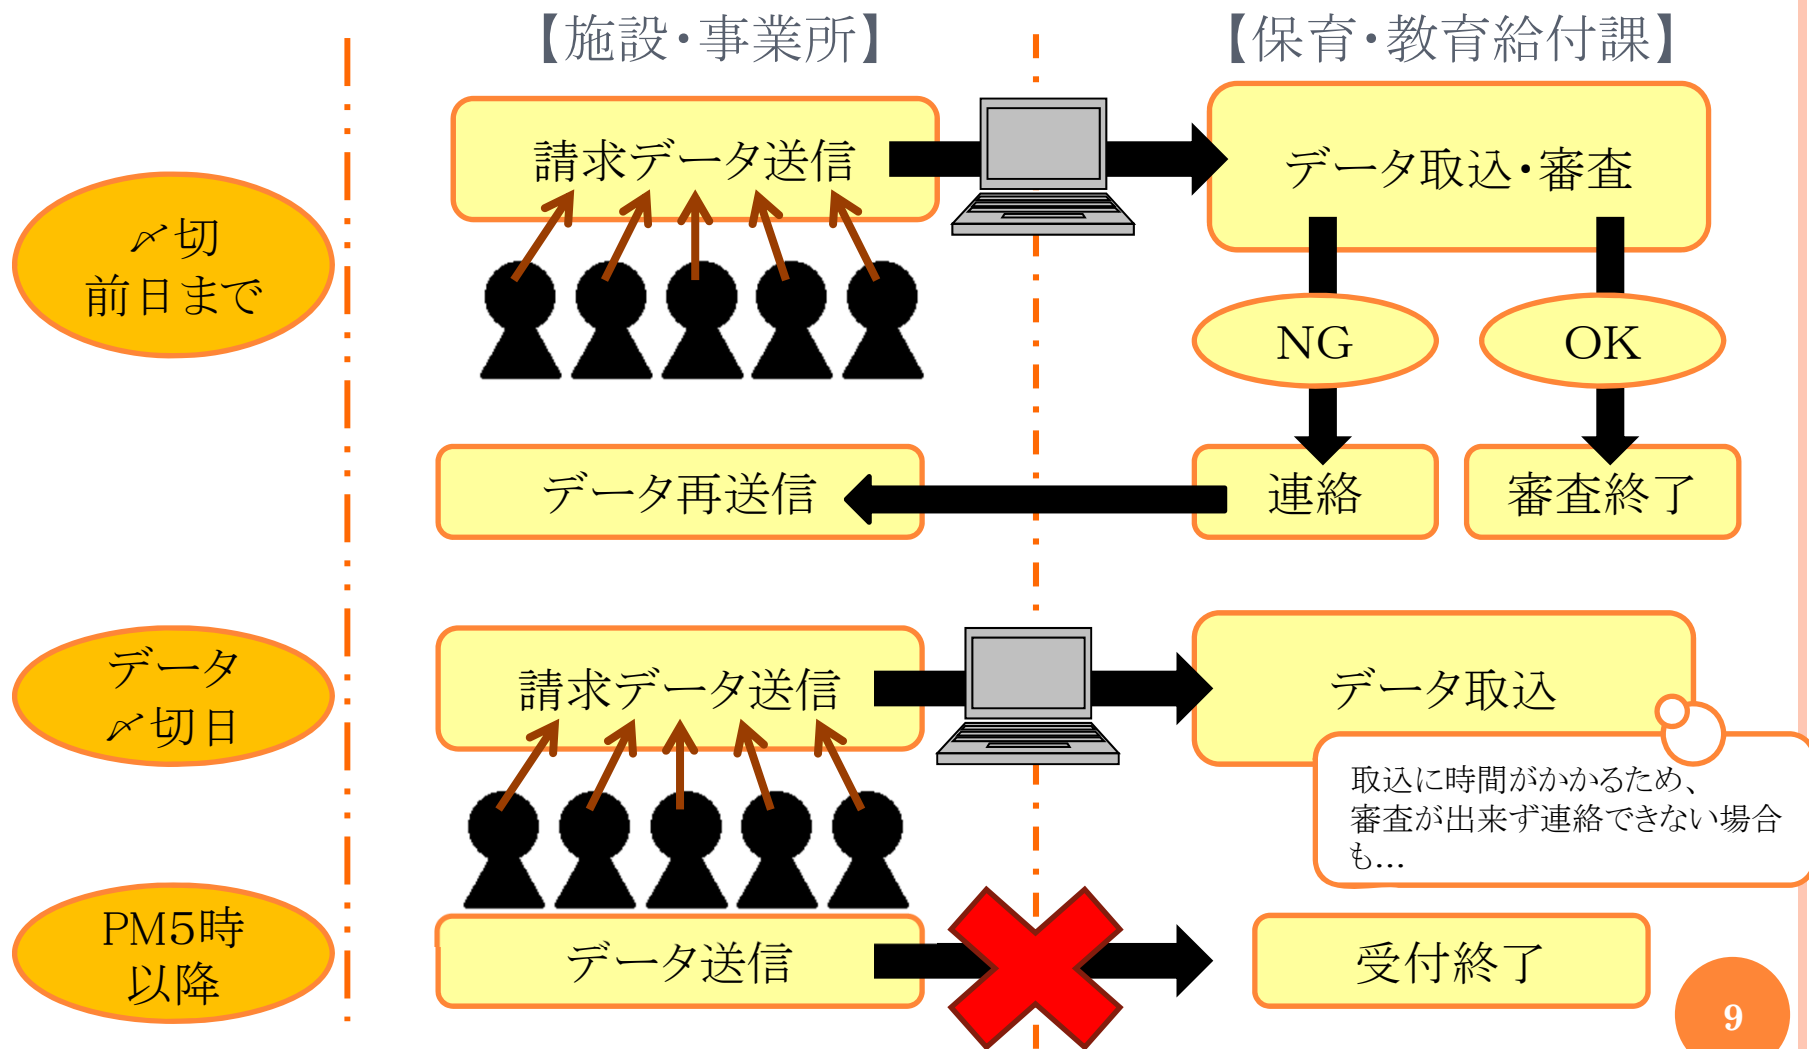 【施設・事業所】
【保育・教育給付課】
〆切
前日まで
請求データ送信
データ取込・審査
NG
OK
データ再送信
連絡
審査終了
データ
〆切日
請求データ送信
データ取込
取込に時間がかかるため、
審査が出来ず連絡できない場合
も…
PM5時
以降
データ送信
受付終了
9